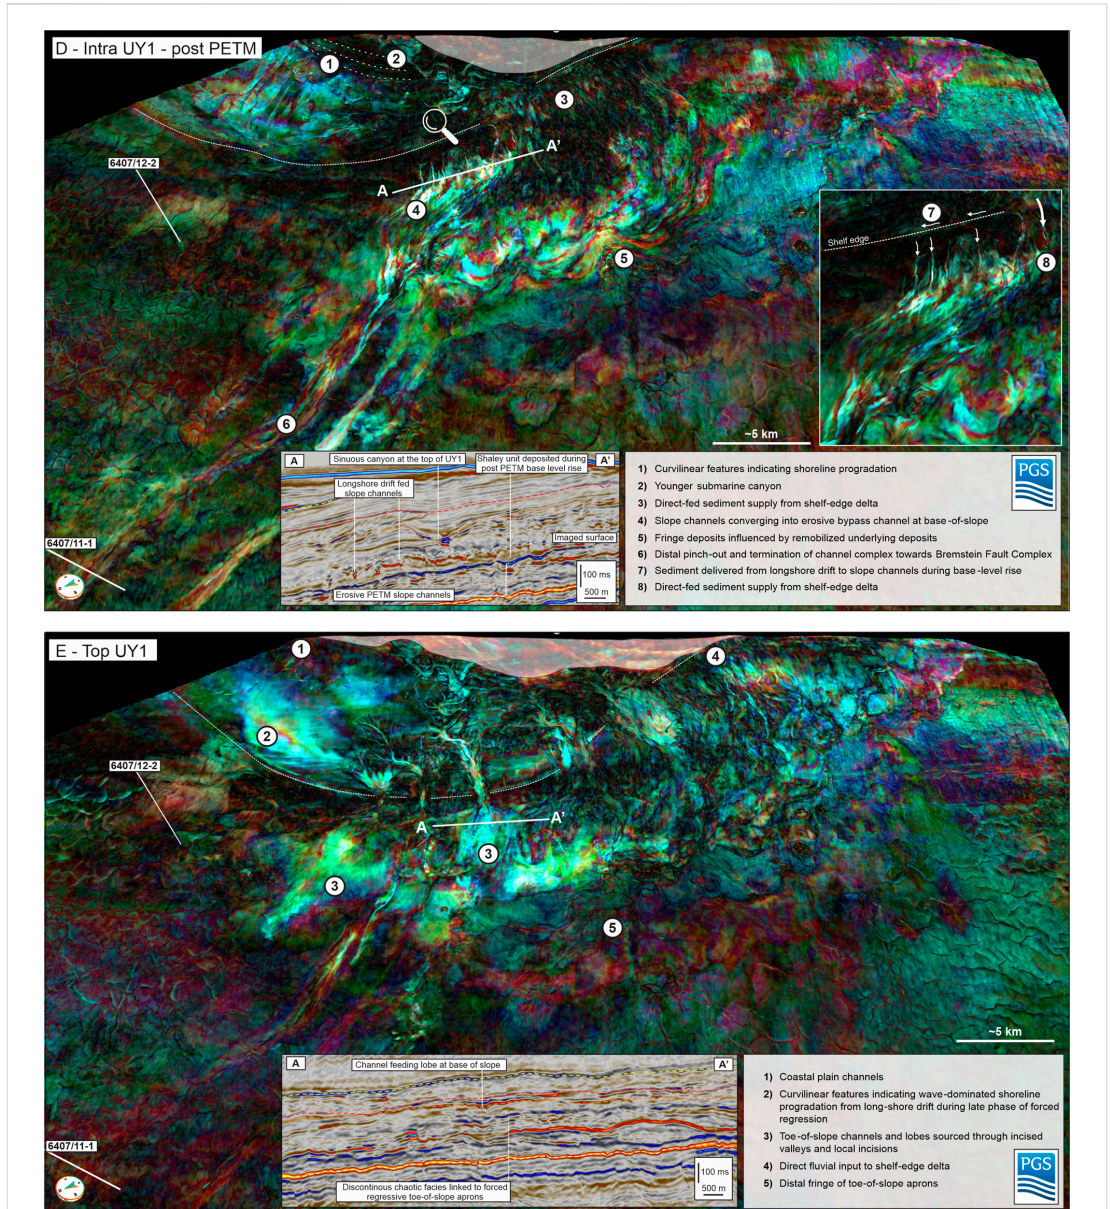 D - Intra UY1 - post PETM
1
2
3
6407/12-2
A
A'
4
5
7
Shelf edge
8
6
~5 km
6407/11-1
A
Sinuous canyon at the top of UY1
Shaley unit deposited during
post PETM base level rise
A'
Longshore drift fed
slope channels
Imaged surface
100 ms
500 m
Erosive PETM slope channels
1) Curvilinear features indicating shoreline progradation
2) Younger submarine canyon
3) Direct-fed sediment supply from shelf-edge delta
4) Slope channels converging into erosive bypass channel at base-of-slope
5) Fringe deposits influenced by remobilized underlying deposits
6) Distal pinch-out and termination of channel complex towards Bremstein Fault Complex
7) Sediment delivered from longshore drift to slope channels during base-level rise
8) Direct-fed sediment supply from shelf-edge delta
PGS
E - Top UY1
1
4
2
6407/12-2
A
A'
3
3
5
~5 km
6407/11-1
A
Channel feeding lobe at base of slope
A'
100 ms
500 m
Discontinous chaotic facies linked to forced
regressive toe-of-slope aprons
1) Coastal plain channels
2) Curvilinear features indicating wave-dominated shoreline
progradation from long-shore drift during late phase of forced
regression
3) Toe-of-slope channels and lobes sourced through incised
valleys and local incisions
4) Direct fluvial input to shelf-edge delta
5) Distal fringe of toe-of-slope aprons
PGS